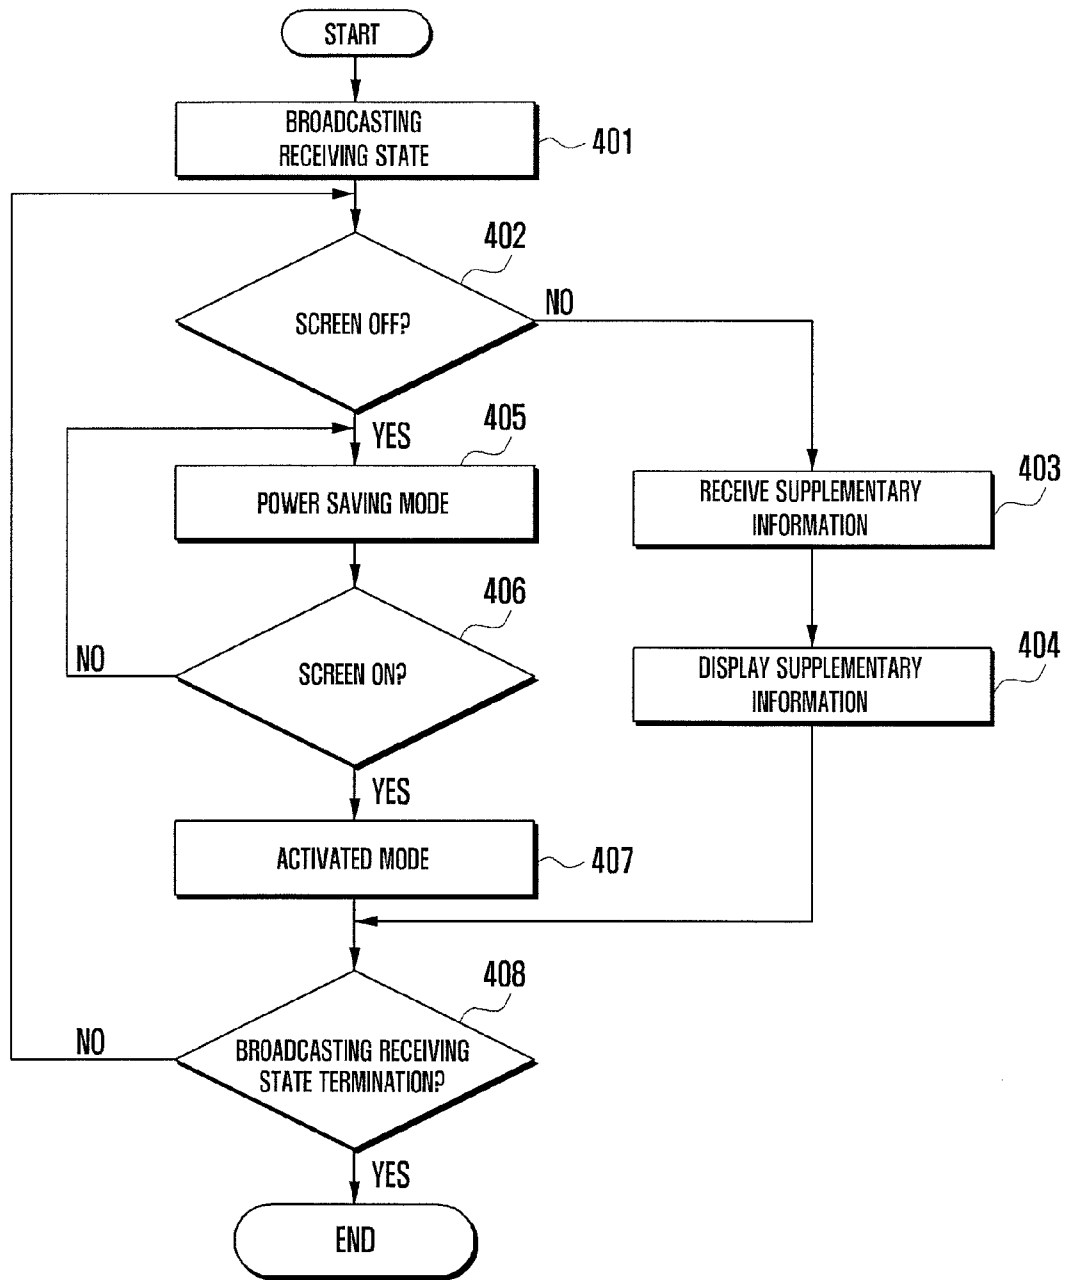 START
BROADCASTING
RECEIVING STATE
401
402
SCREEN OFF?
NO
YES
405
POWER SAVING MODE
403
RECEIVE SUPPLEMENTARY
INFORMATION
406
SCREEN ON?
NO
404
DISPLAY SUPPLEMENTARY
INFORMATION
YES
ACTIVATED MODE
407
408
BROADCASTING RECEIVING
STATE TERMINATION?
NO
YES
END